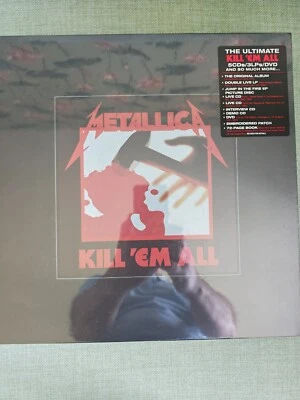 THE ULTIMATE
KILL 'EM ALL
5CDs/3LPs/DVD
AND SO MUCH MORE...
• THE ORIGINAL ALBUM
• DOUBLE LIVE LP
• JUMP IN THE FIRE EP
PICTURE DISC
• LIVE CD
• LIVE CD
• INTERVIEW CD
• DEMO CD
• DVD
• EMBROIDERED PATCH
• 72-PAGE BOOK
METALLICA
KILL 'EM ALL